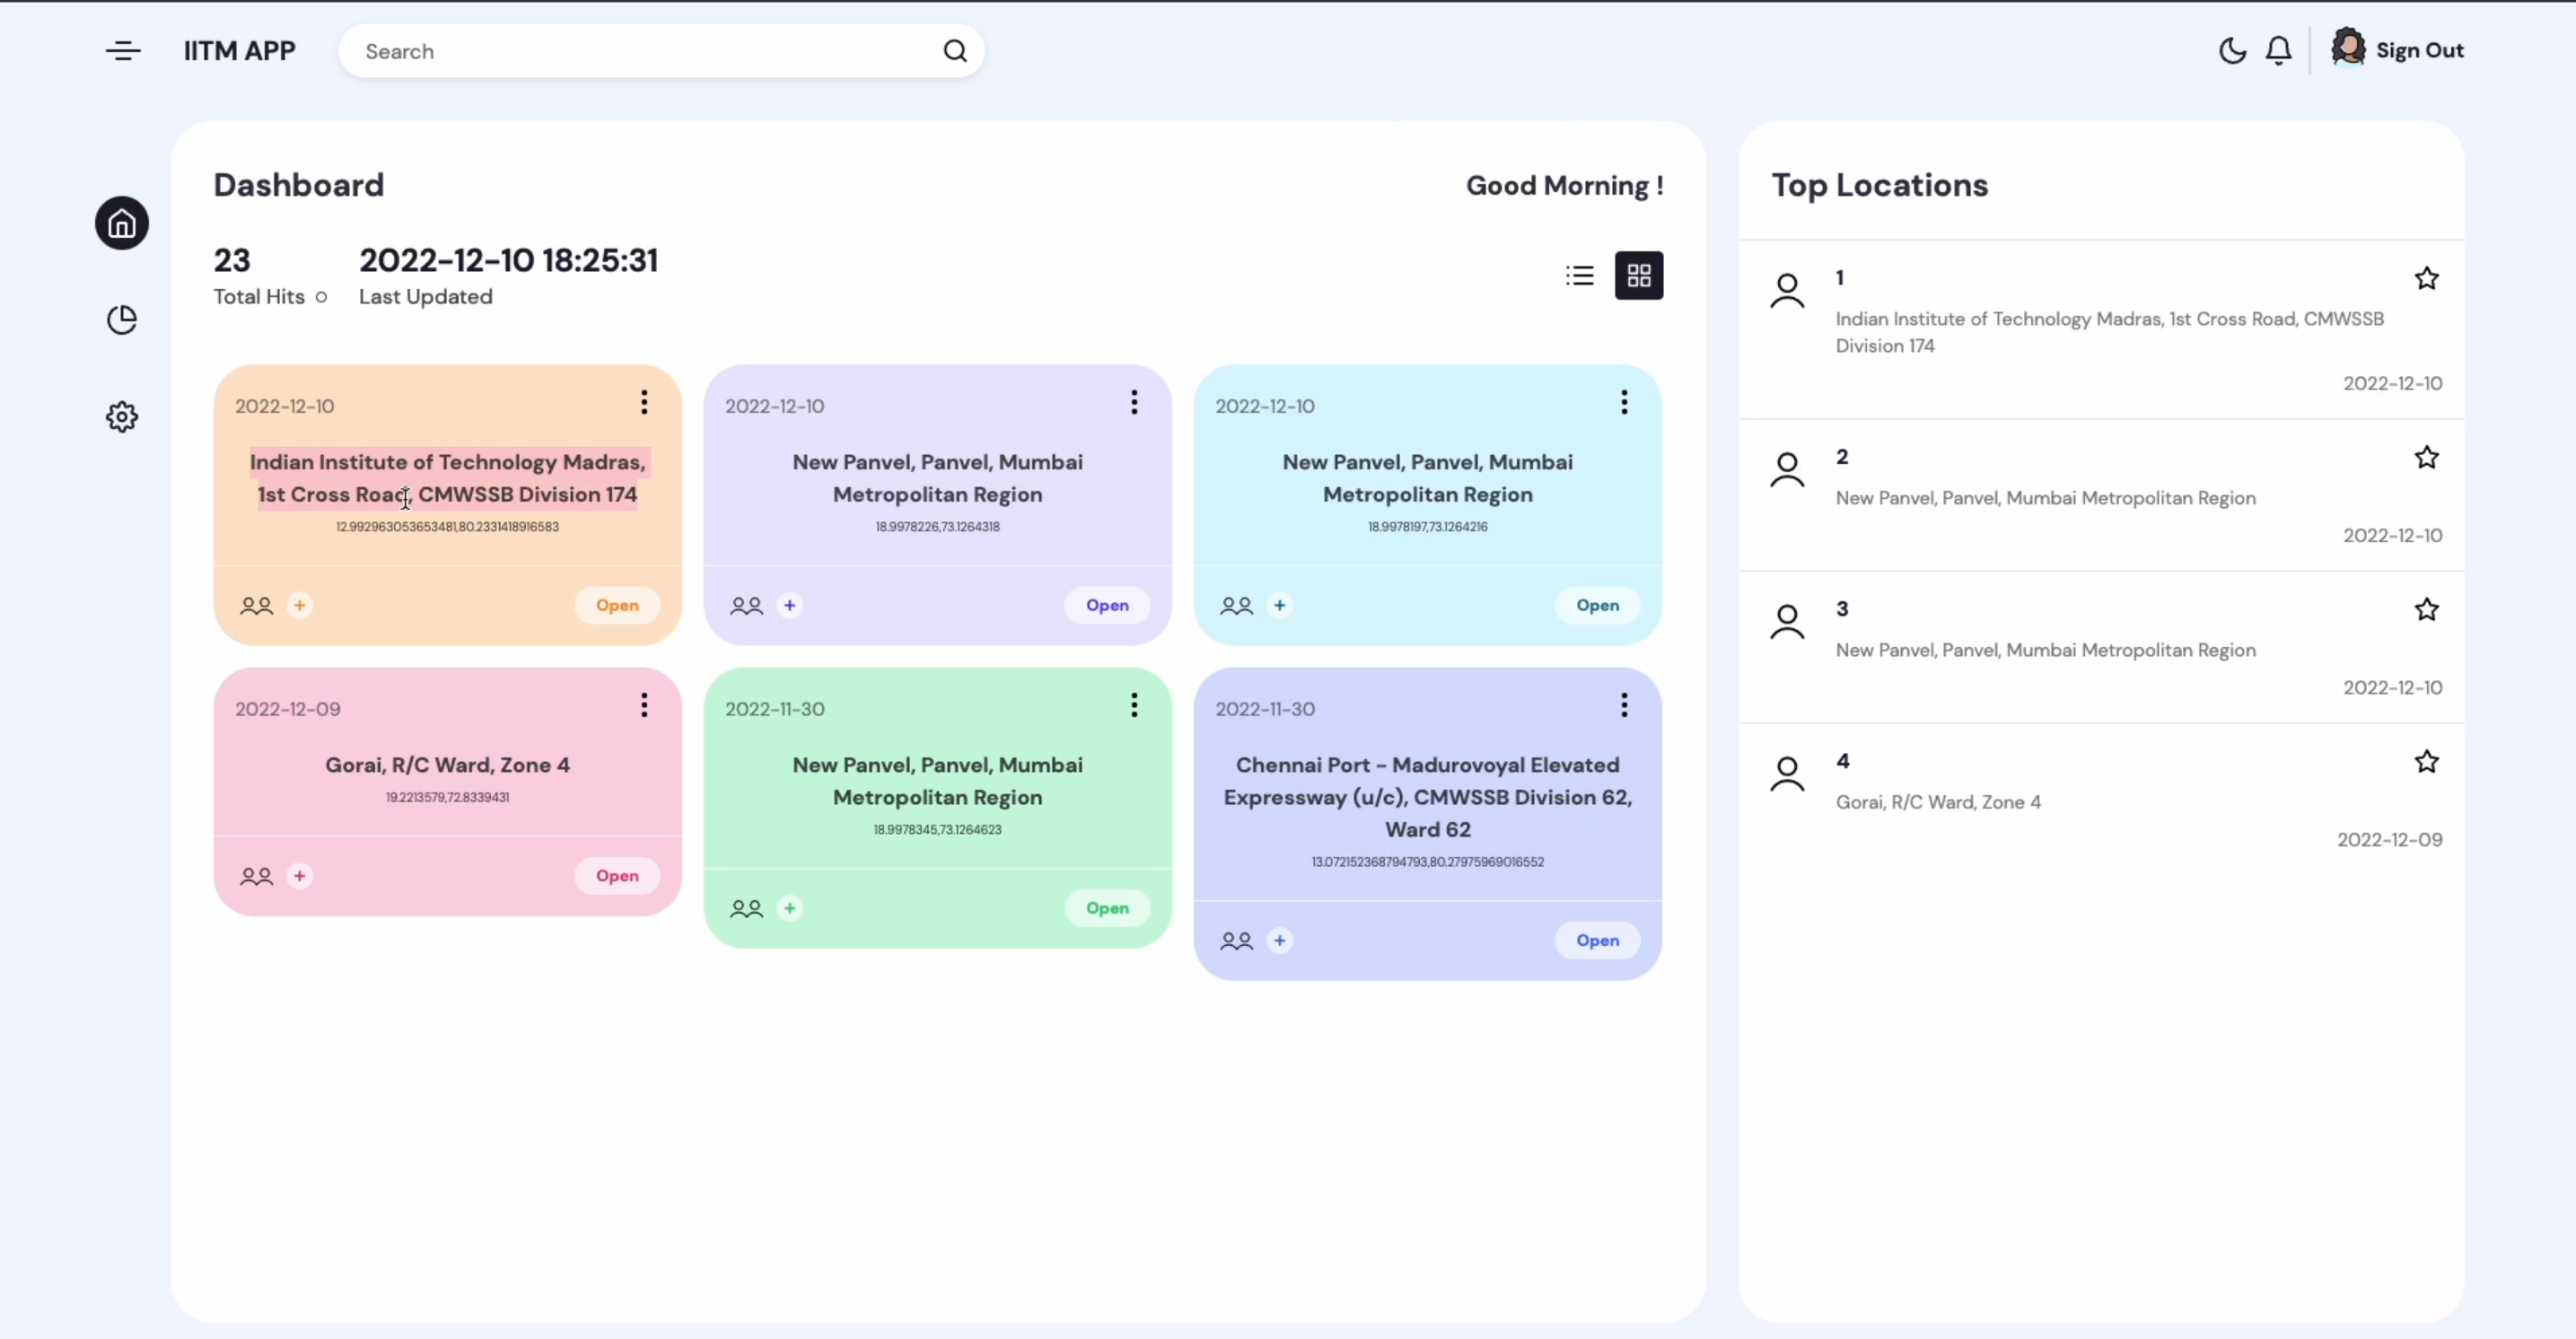 IITM APP
Search
Sign Out
Dashboard
Good Morning !
23
Total Hits
2022-12-10 18:25:31
Last Updated
2022-12-10
Indian Institute of Technology Madras,
1st Cross Road, CMWSSB Division 174
12.992963053653481,80.2331418916583
+
Open
2022-12-10
New Panvel, Panvel, Mumbai
Metropolitan Region
18.9978226,73.1264318
+
Open
2022-12-10
New Panvel, Panvel, Mumbai
Metropolitan Region
18.9978197,73.1264216
+
Open
2022-12-09
Gorai, R/C Ward, Zone 4
19.2213579,72.8339431
+
Open
2022-11-30
New Panvel, Panvel, Mumbai
Metropolitan Region
18.9978345,73.1264623
+
Open
2022-11-30
Chennai Port - Madurovoyal Elevated
Expressway (u/c), CMWSSB Division 62,
Ward 62
13.072152368794793,80.27975969016552
+
Open
Top Locations
1
Indian Institute of Technology Madras, 1st Cross Road, CMWSSB
Division 174
2022-12-10
2
New Panvel, Panvel, Mumbai Metropolitan Region
2022-12-10
3
New Panvel, Panvel, Mumbai Metropolitan Region
2022-12-10
4
Gorai, R/C Ward, Zone 4
2022-12-09